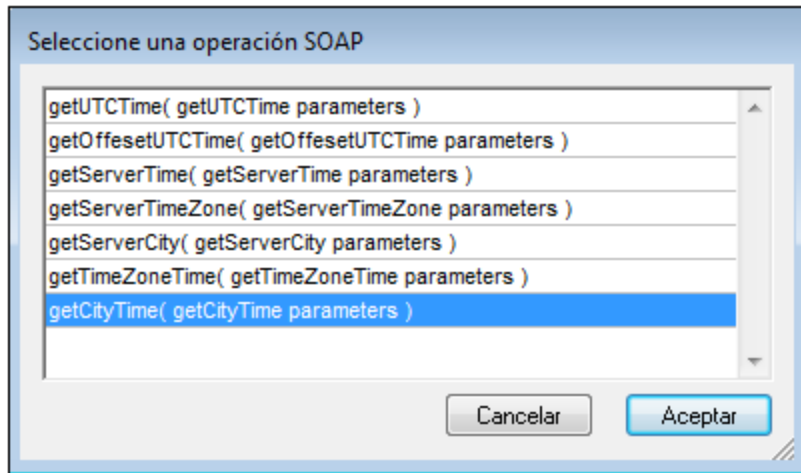 Seleccione una operación SOAP
getUTCTime( getUTCTime parameters )
getOffesetUTCTime( getOffesetUTCTime parameters )
getServerTime( getServerTime parameters )
getServerTimeZone( getServerTimeZone parameters )
getServerCity( getServerCity parameters )
getTimeZoneTime( getTimeZoneTime parameters )
getCityTime( getCityTime parameters )
Cancelar Aceptar